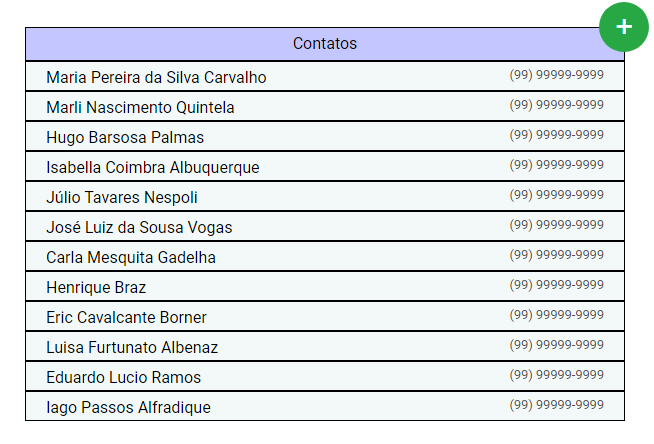 +
Contatos
Maria Pereira da Silva Carvalho (99) 99999-9999
Marli Nascimento Quintela (99) 99999-9999
Hugo Barsosa Palmas (99) 99999-9999
Isabella Coimbra Albuquerque (99) 99999-9999
Júlio Tavares Nespoli (99) 99999-9999
José Luiz da Sousa Vogas (99) 99999-9999
Carla Mesquita Gadelha (99) 99999-9999
Henrique Braz (99) 99999-9999
Eric Cavalcante Borner (99) 99999-9999
Luisa Furtunato Albenaz (99) 99999-9999
Eduardo Lucio Ramos (99) 99999-9999
Iago Passos Alfradique (99) 99999-9999